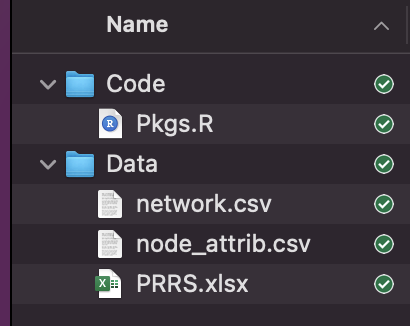 Name
Code
Pkgs.R
Data
network.csv
node_attrib.csv
PRRS.xlsx